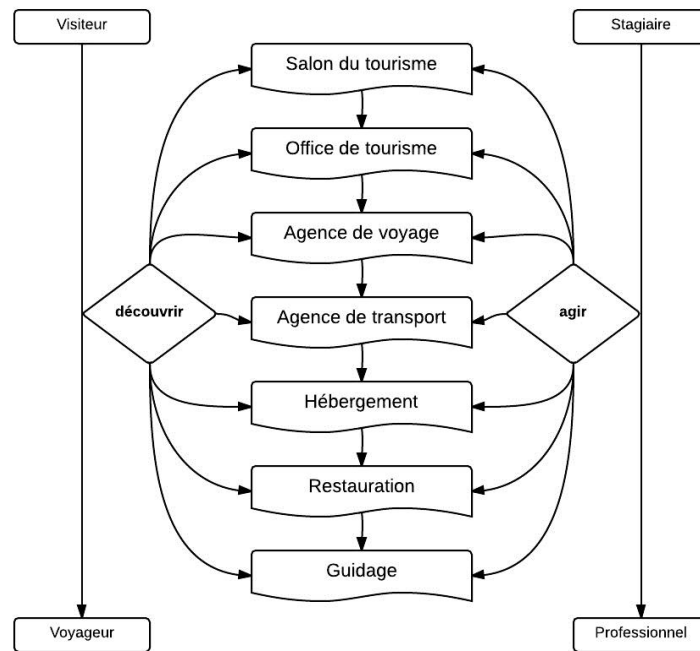 Visiteur
Stagiaire
Salon du tourisme
Office de tourisme
Agence de voyage
découvrir
Agence de transport
agir
Hébergement
Restauration
Guidage
Voyageur
Professionnel